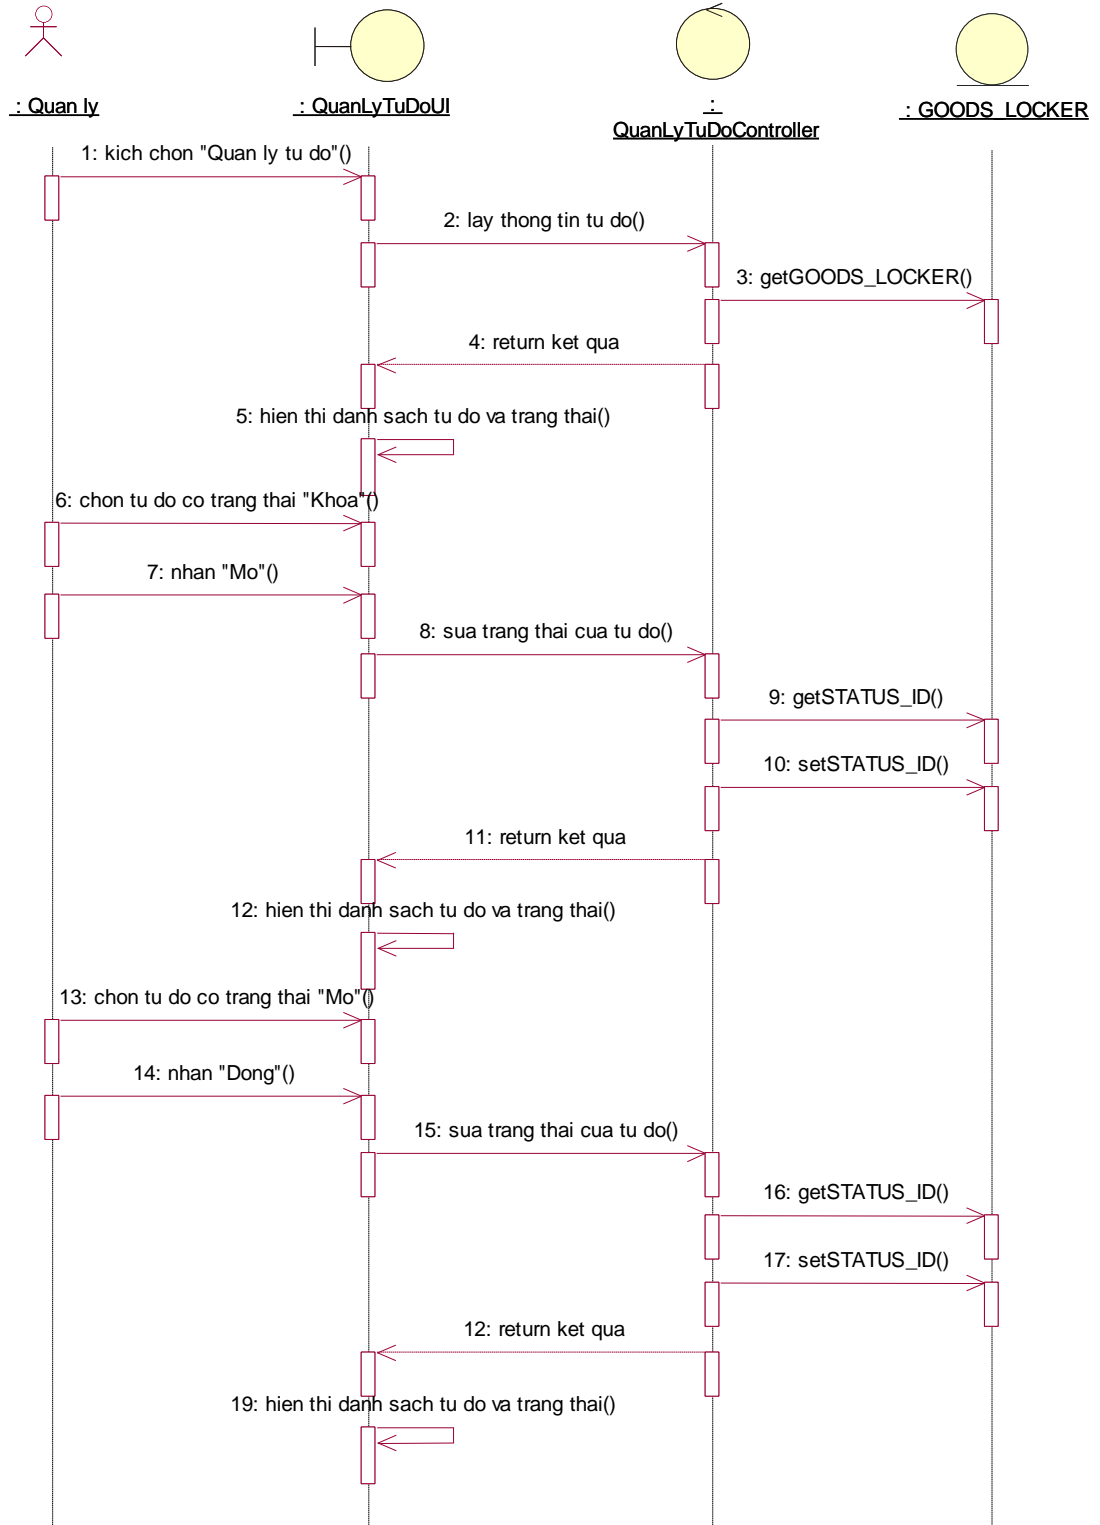 : Quan ly
: QuanLyTuDoUI
:
QuanLyTuDoController
: GOODS_LOCKER
1: kich chon "Quan ly tu do"()
2: lay thong tin tu do()
3: getGOODS_LOCKER()
4: return ket qua
5: hien thi danh sach tu do va trang thai()
6: chon tu do co trang thai "Khoa"()
7: nhan "Mo"()
8: sua trang thai cua tu do()
9: getSTATUS_ID()
10: setSTATUS_ID()
11: return ket qua
12: hien thi danh sach tu do va trang thai()
13: chon tu do co trang thai "Mo"()
14: nhan "Dong"()
15: sua trang thai cua tu do()
16: getSTATUS_ID()
17: setSTATUS_ID()
12: return ket qua
19: hien thi danh sach tu do va trang thai()